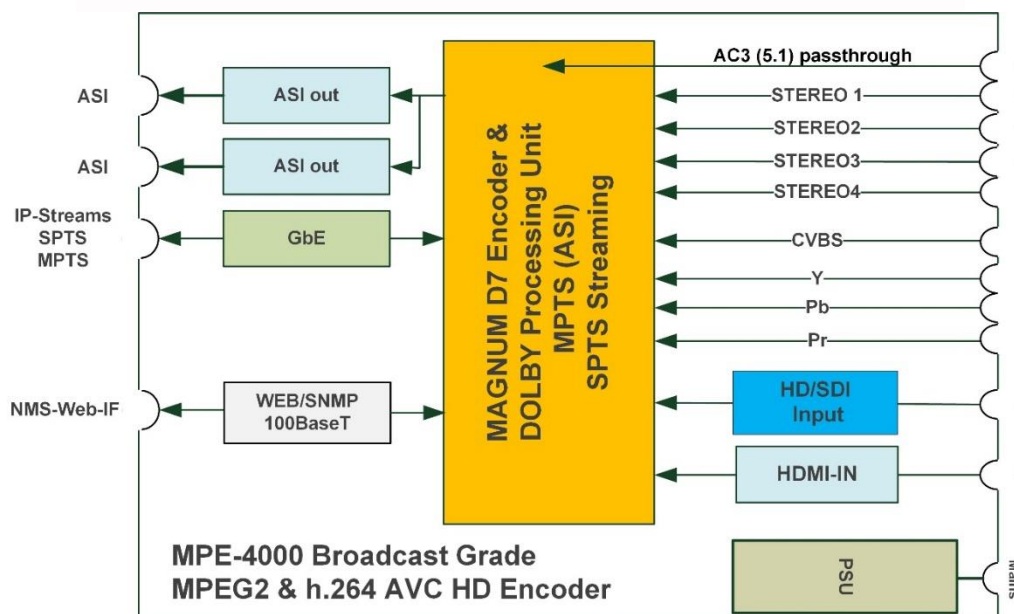 AC3 (5.1) passthrough
ASI
ASI out
STEREO 1
STEREO2
ASI
ASI out
STEREO3
STEREO4
IP-Streams
SPTS
MPTS
GbE
CVBS
Y
Pb
Pr
MAGNUM D7 Encoder &
DOLBY Processing Unit
MPTS (ASI)
SPTS Streaming
NMS-Web-IF
WEB/SNMP
100BaseT
HD/SDI
Input
HDMI-IN
MPE-4000 Broadcast Grade
MPEG2 & h.264 AVC HD Encoder
PSU
Mains